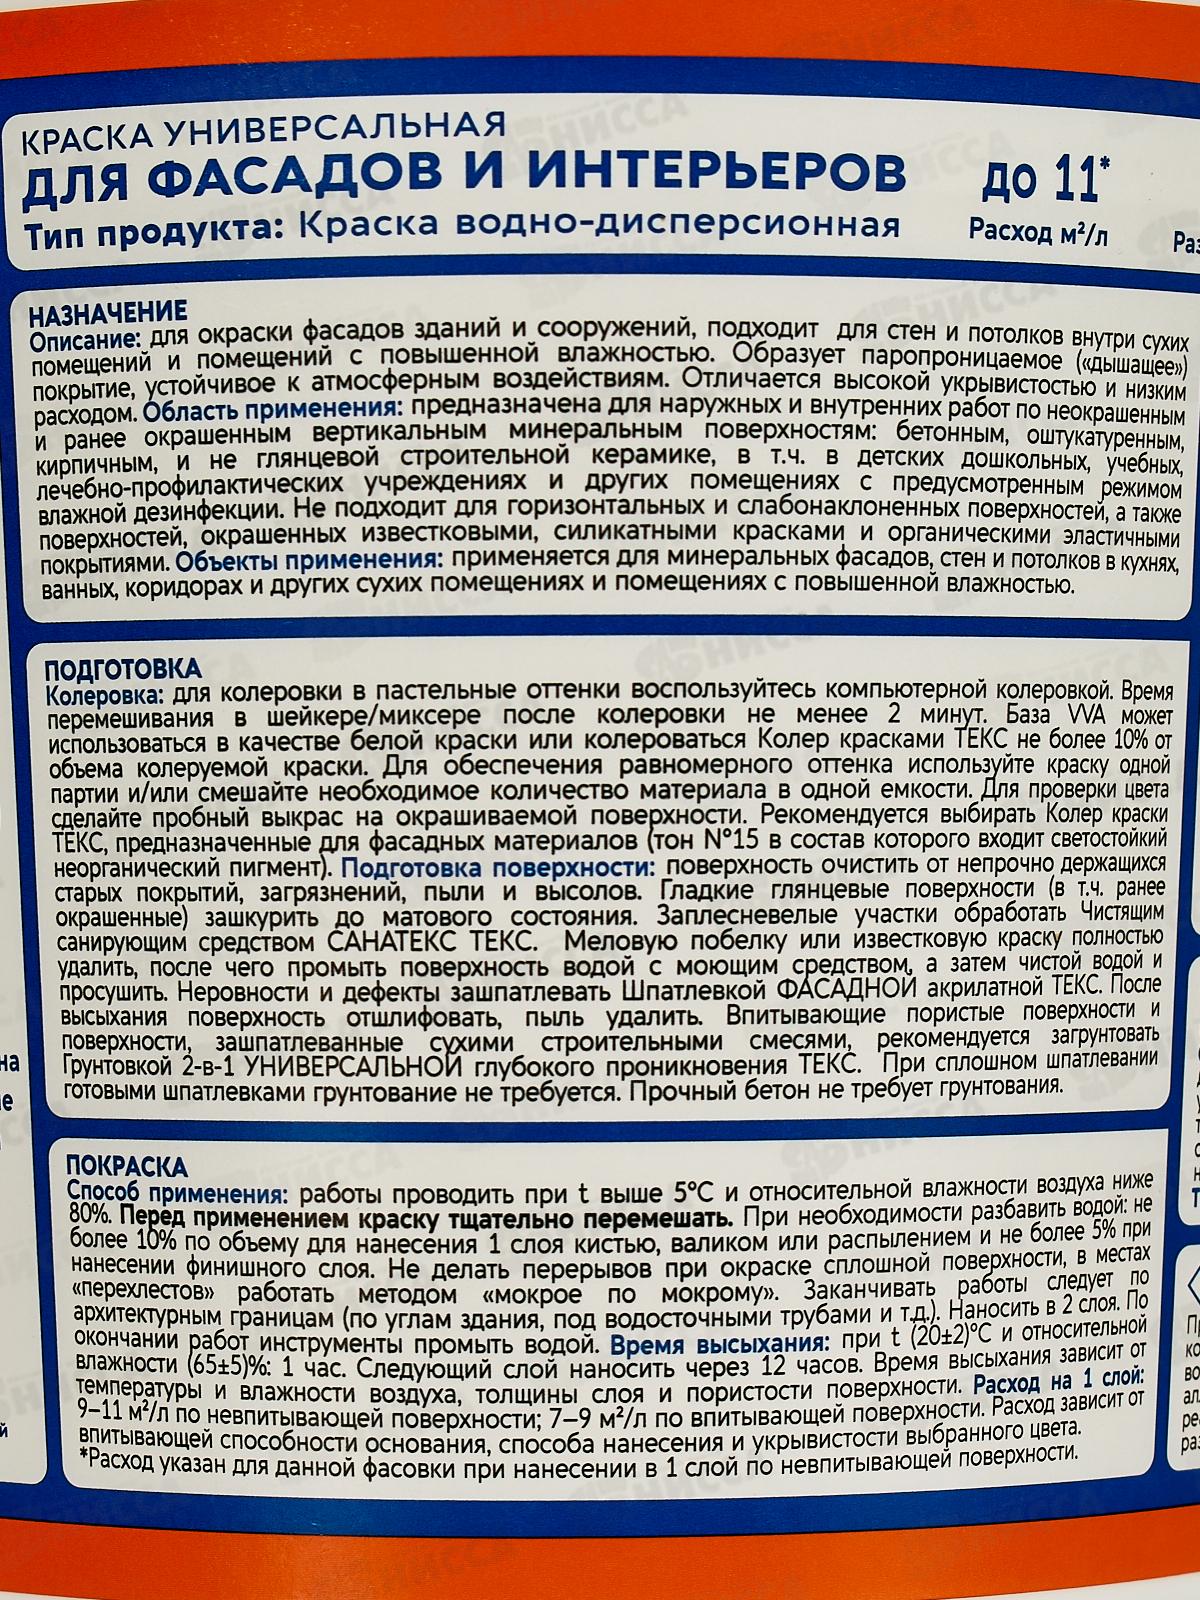 КРАСКА УНИВЕРСАЛЬНАЯ
ДЛЯ ФАСАДОВ И ИНТЕРЬЕРОВ
Тип продукта: Краска водно-дисперсионная
до 11*
Расход м²/л
НАЗНАЧЕНИЕ
Описание: для окраски фасадов зданий и сооружений, подходит для стен и потолков внутри сухих
помещений и помещений с повышенной влажностью. Образует паропроницаемое («дышащее»)
покрытие, устойчивое к атмосферным воздействиям. Отличается высокой укрывистостью и низким
расходом. Область применения: предназначена для наружных и внутренних работ по неокрашенным
и ранее окрашенным вертикальным минеральным поверхностям: бетонным, оштукатуренным,
кирпичным, и не глянцевой строительной керамике, в т.ч. в детских дошкольных, учебных,
лечебно-профилактических учреждениях и других помещениях с предусмотренным режимом
влажной дезинфекции. Не подходит для горизонтальных и слабонаклоненных поверхностей, а также
поверхностей, окрашенных известковыми, силикатными красками и органическими эластичными
покрытиями. Объекты применения: применяется для минеральных фасадов, стен и потолков в кухнях,
ванных, коридорах и других сухих помещениях и помещениях с повышенной влажностью.
ПОДГОТОВКА
Колеровка: для колеровки в пастельные оттенки воспользуйтесь компьютерной колеровкой. Время
перемешивания в шейкере/миксере после колеровки не менее 2 минут. База VVA может
использоваться в качестве белой краски или колероваться Колер красками ТЕКС не более 10% от
объема колеруемой краски. Для обеспечения равномерного оттенка используйте краску одной
партии и/или смешайте необходимое количество материала в одной емкости. Для проверки цвета
сделайте пробный выкрас на окрашиваемой поверхности. Рекомендуется выбирать Колер краски
ТЕКС, предназначенные для фасадных материалов (тон N°15 в состав которого входит светостойкий
неорганический пигмент). Подготовка поверхности: поверхность очистить от непрочно держащихся
старых покрытий, загрязнений, пыли и высолов. Гладкие глянцевые поверхности (в т.ч. ранее
окрашенные) зашкурить до матового состояния. Заплесневелые участки обработать Чистящим
санирующим средством САНАТЕКС ТЕКС. Меловую побелку или известковую краску полностью
удалить, после чего промыть поверхность водой с моющим средством, а затем чистой водой и
просушить. Неровности и дефекты зашпатлевать Шпатлевкой ФАСАДНОЙ акрилатной ТЕКС. После
высыхания поверхность отшлифовать, пыль удалить. Впитывающие пористые поверхности и
поверхности, зашпатлеванные сухими строительными смесями, рекомендуется загрунтовать
Грунтовкой 2-в-1 УНИВЕРСАЛЬНОЙ глубокого проникновения ТЕКС. При сплошном шпатлевании
готовыми шпатлевками грунтование не требуется. Прочный бетон не требует грунтования.
ПОКРАСКА
Способ применения: работы проводить при t выше 5°С и относительной влажности воздуха ниже
80%. Перед применением краску тщательно перемешать. При необходимости разбавить водой: не
более 10% по объему для нанесения 1 слоя кистью, валиком или распылением и не более 5% при
нанесении финишного слоя. Не делать перерывов при окраске сплошной поверхности, в местах
«перехлестов» работать методом «мокрое по мокрому». Заканчивать работы следует по
архитектурным границам (по углам здания, под водосточными трубами и т.д.). Наносить в 2 слоя. По
окончании работ инструменты промыть водой. Время высыхания: при t (20±2)°С и относительной
влажности (65±5)%: 1 час. Следующий слой наносить через 12 часов. Время высыхания зависит от
температуры и влажности воздуха, толщины слоя и пористости поверхности. Расход на 1 слой:
9–11 м²/л по невпитывающей поверхности; 7–9 м²/л по впитывающей поверхности. Расход зависит от
впитывающей способности основания, способа нанесения и укрывистости выбранного цвета.
*Расход указан для данной фасовки при нанесении в 1 слой по невпитывающей поверхности.